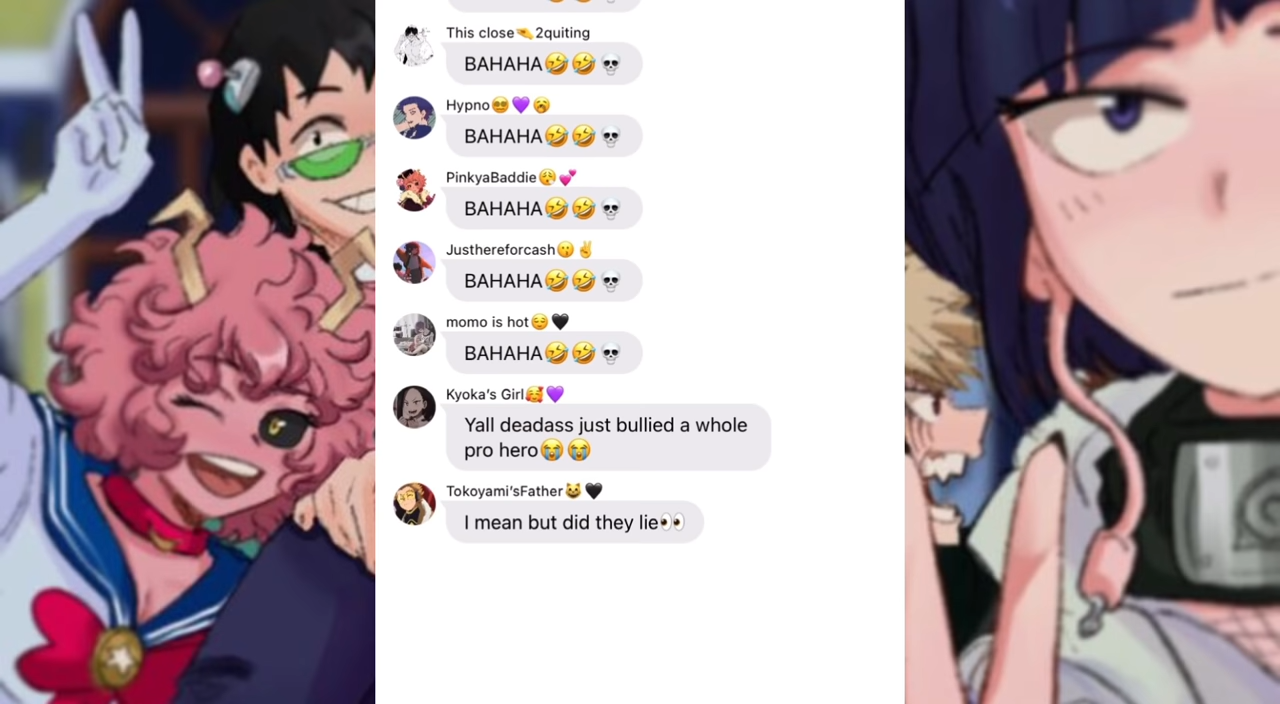 This close🤏2quiting
BAHAHA🤣🤣💀
Hypno😵‍💫💜😪
BAHAHA🤣🤣💀
PinkyaBaddie😌💕
BAHAHA🤣🤣💀
Justhereforcash😗✌️
BAHAHA🤣🤣💀
momo is hot😌🖤
BAHAHA🤣🤣💀
Kyoka's Girl🥰💜
Yall deadass just bullied a whole
pro hero😭😭
Tokoyami'sFather😺🖤
I mean but did they lie👀